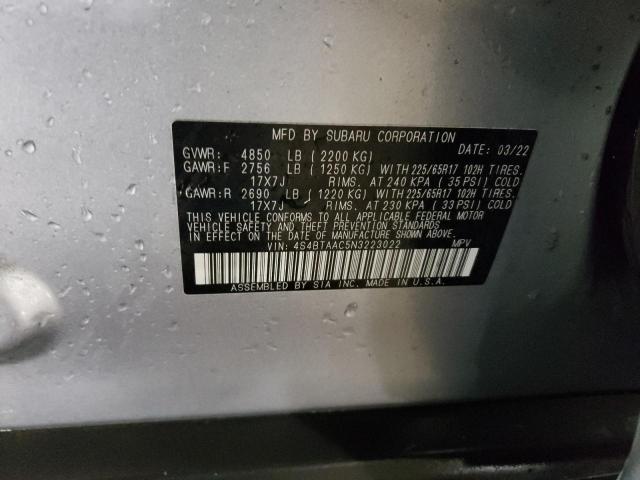 MFD BY SUBARU CORPORATION DATE: 03/22
GVWR: 4850 LB (2200 KG)
GAWR:F 2756 LB (1250 KG) WITH 225/65R17 102H TIRES.
17X7J RIMS. AT 240 KPA (35 PSI) COLD
GAWR:R 2690 LB (1220 KG) WITH 225/65R17 102H TIRES.
17X7J RIMS. AT 230 KPA (33 PSI) COLD
THIS VEHICLE CONFORMS TO ALL APPLICABLE FEDERAL MOTOR
VEHICLE SAFETY AND THEFT PREVENTION STANDARDS IN
EFFECT ON THE DATE OF MANUFACTURE SHOWN ABOVE.
VIN: 4S4BTAAC5N3223022 MPV
ASSEMBLED BY SIA INC. MADE IN U.S.A.